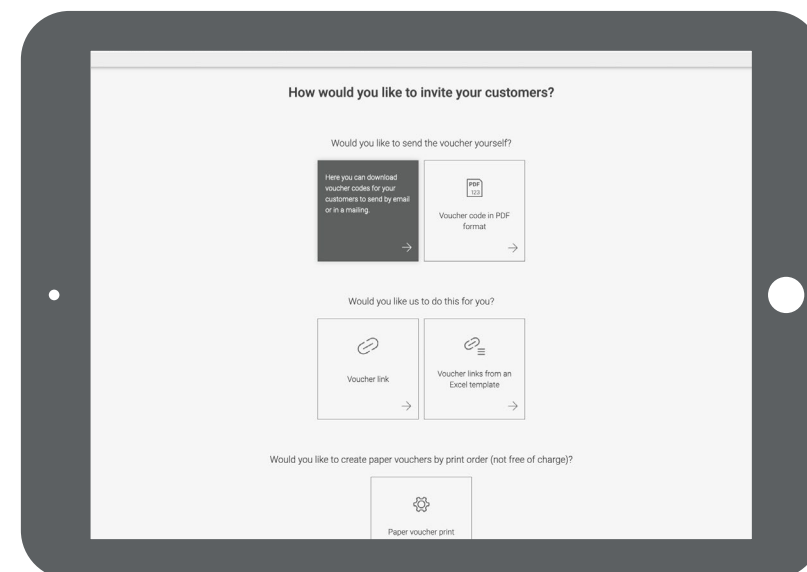 How would you like to invite your customers?
Would you like to send the voucher yourself?
Here you can download
voucher codes for your
customers to send by email
or in a mailing.
PDF
123
Voucher code in PDF
format
Would you like us to do this for you?
Voucher link
Voucher links from an
Excel template
Would you like to create paper vouchers by print order (not free of charge)?
Paper voucher print